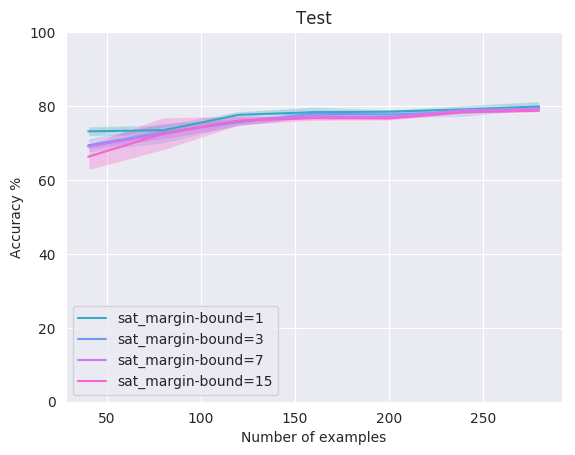 Test
100
80
60
40
20
0
Accuracy %
sat_margin-bound=1
sat_margin-bound=3
sat_margin-bound=7
sat_margin-bound=15
50 100 150 200 250
Number of examples